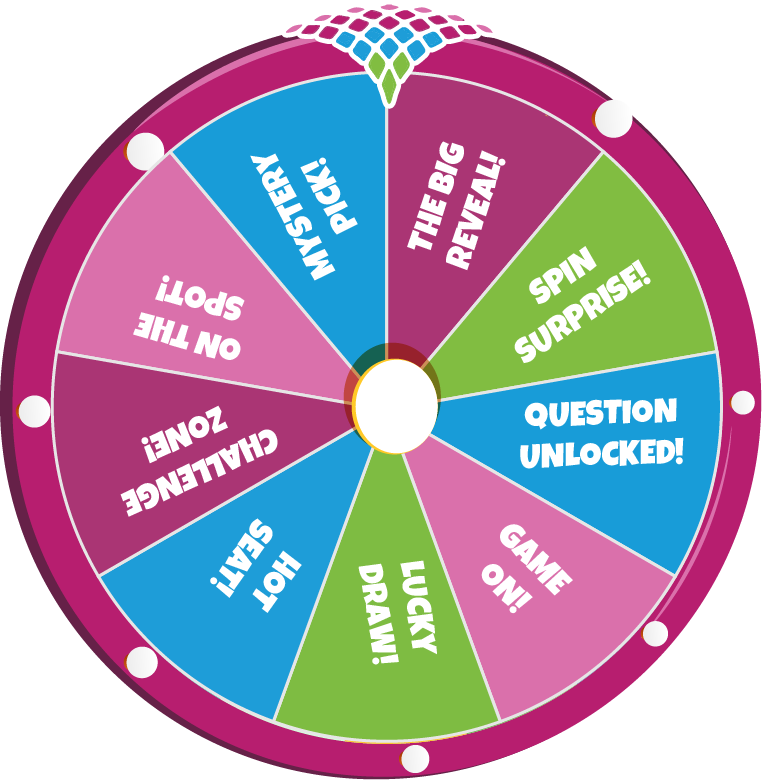 THE BIG
REVEAL!
SPIN
SURPRISE!
QUESTION
UNLOCKED!
GAME
ON!
LUCKY
DRAW!
HOT
SEAT!
CHALLENGE
ZONE!
ON THE
SPOT!
MYSTERY
PICK!